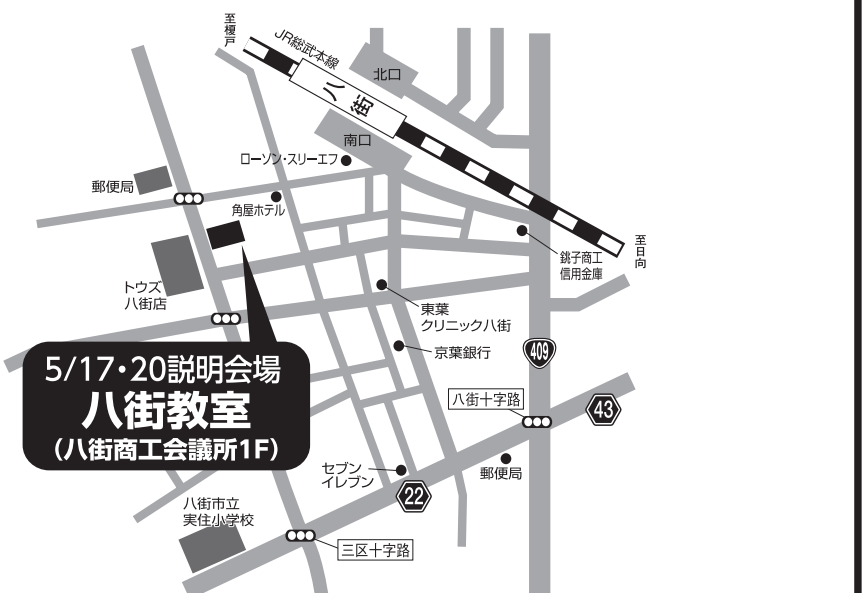 至榎戸
JR総武本線
北口
八街
南口
ローソン・スリーエフ
郵便局
角屋ホテル
至日向
銚子商工
信用金庫
トウズ
八街店
東葉
クリニック八街
京葉銀行
409
5/17・20説明会場
八街教室
(八街商工会議所1F)
八街十字路
43
セブン
イレブン
郵便局
22
八街市立
実住小学校
三区十字路